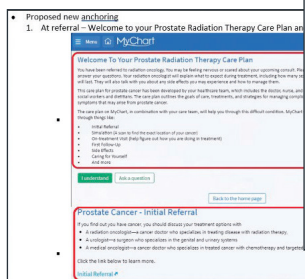 • Proposed new anchoring
1. At referral – Welcome to your Prostate Radiation Therapy Care Plan an
Menu MyChart
Welcome To Your Prostate Radiation Therapy Care Plan
You have been referred to radiation oncology. You may be feeling nervous or scared about your upcoming consult. Plea
answer your questions. Your radiation oncologist will explain what to expect during treatment, including how many se
will last. They will also talk with you about any side effects you may experience and how to manage them.
This care plan for prostate cancer has been developed by your healthcare team, which includes the doctor, nurse, and
social workers and dietitians. The care plan outlines the goals of care, treatments, and strategies for managing complic
symptoms that may arise from prostate cancer.
The care plan on MyChart, in combination with your care team, will help you through this difficult condition. MyChart
through things like:
• Initial Referral
• Simulation (A scan to find the exact location of your cancer)
• On-treatment Visit (help figure out how you are doing in treatment)
• First Follow-Up
• Side Effects
• Caring for Yourself
• And more
I understand Ask a question
Back to the home page
Prostate Cancer - Initial Referral
If you find out you have cancer, you should discuss your treatment options with
• A radiation oncologist—a cancer doctor who specializes in treating disease with radiation therapy.
• A urologist—a surgeon who specializes in the genital and urinary systems
• A medical oncologist—a cancer doctor who specializes in treated cancer with chemotherapy and targeted
Click the link below to learn more.
Initial Referral